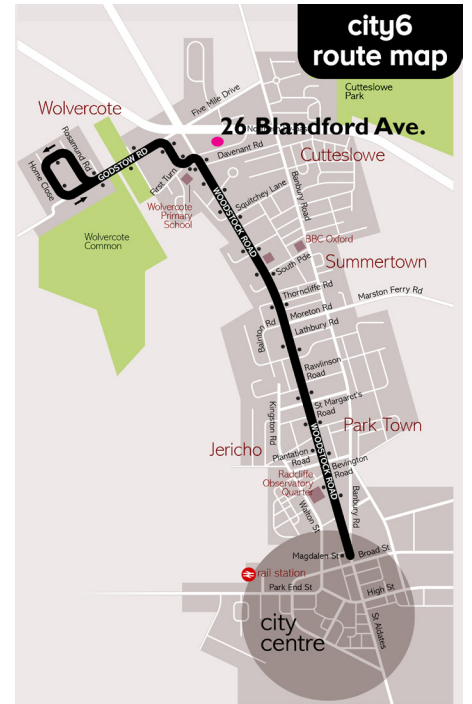 city6
route map
Cutteslowe
Park
Five Mile Drive
Wolvercote
26 Blandford Ave.
Rosamund Rd
Davenant Rd
Cutteslowe
Home Close
GODSTOW RD
First Turn
Squitchey Lane
Banbury Road
Wolvercote
Primary
School
WOODSTOCK ROAD
Wolvercote
Common
BBC Oxford
South Pde
Summertown
Thorncliffe Rd
Marston Ferry Rd
Moreton Rd
Bainton Rd
Lathbury Rd
Rawlinson
Road
Kingston Rd
St Margaret's
Road
Park Town
WOODSTOCK ROAD
Jericho
Plantation
Road
Bevington
Road
Radcliffe
Observatory
Quarter
Walton St
Banbury Rd
Magdalen St
Broad St
rail station
Park End St
High St
city
centre
St Aldates